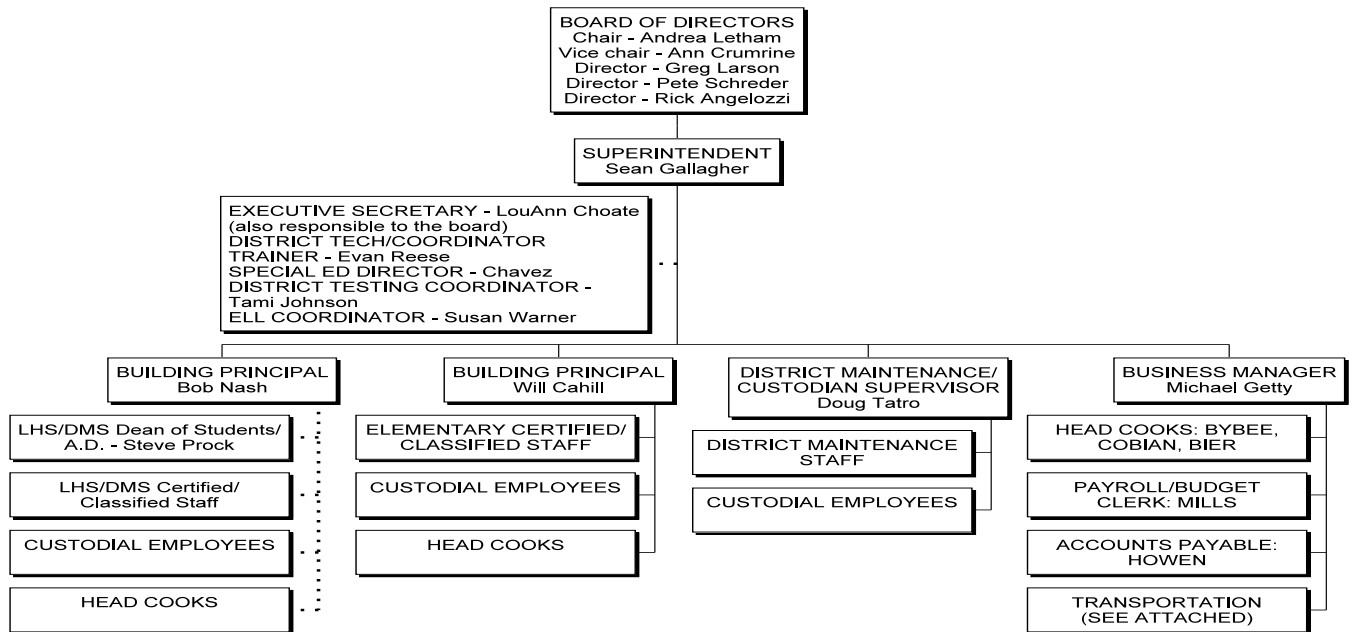 BOARD OF DIRECTORS
Chair - Andrea Letham
Vice chair - Ann Crumrine
Director - Greg Larson
Director - Pete Schreder
Director - Rick Angelozzi
SUPERINTENDENT
Sean Gallagher
EXECUTIVE SECRETARY - LouAnn Choate
(also responsible to the board)
DISTRICT TECH/COORDINATOR
TRAINER - Evan Reese
SPECIAL ED DIRECTOR - Chavez
DISTRICT TESTING COORDINATOR -
Tami Johnson
ELL COORDINATOR - Susan Warner
BUILDING PRINCIPAL
Bob Nash
LHS/DMS Dean of Students/
A.D. - Steve Prock
LHS/DMS Certified/
Classified Staff
CUSTODIAL EMPLOYEES
HEAD COOKS
BUILDING PRINCIPAL
Will Cahill
ELEMENTARY CERTIFIED/
CLASSIFIED STAFF
CUSTODIAL EMPLOYEES
HEAD COOKS
DISTRICT MAINTENANCE/
CUSTODIAN SUPERVISOR
Doug Tatro
DISTRICT MAINTENANCE
STAFF
CUSTODIAL EMPLOYEES
BUSINESS MANAGER
Michael Getty
HEAD COOKS: BYBEE,
COBIAN, BIER
PAYROLL/BUDGET
CLERK: MILLS
ACCOUNTS PAYABLE:
HOWEN
TRANSPORTATION
(SEE ATTACHED)